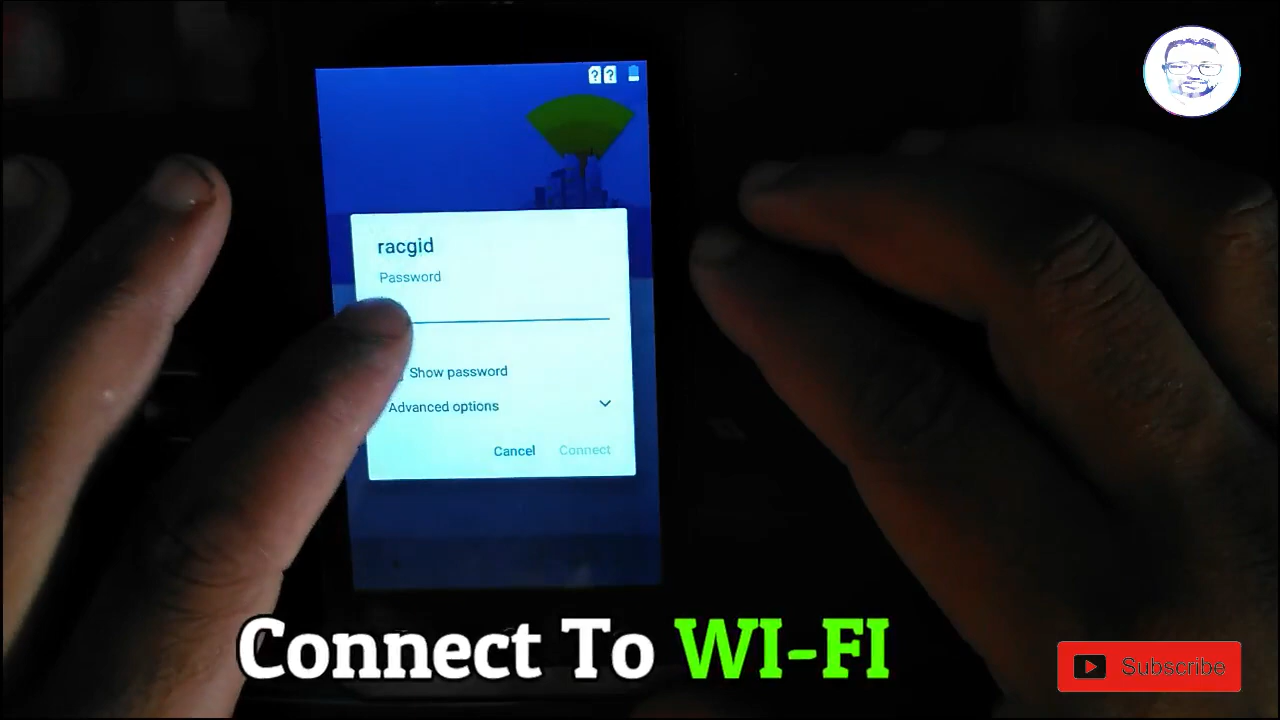 ? ?
racgid
Password
Show password
Advanced options
Cancel Connect
Connect To WI-FI
Subscribe